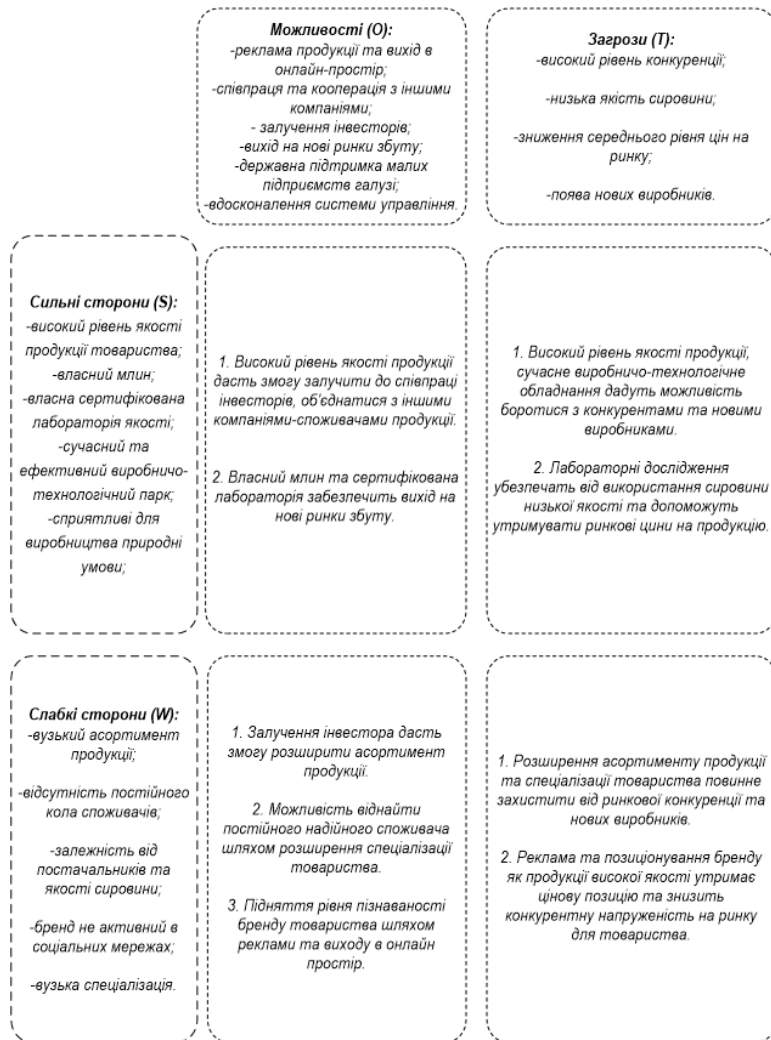 Можливості (О):
-реклама продукції та вихід в
онлайн-простір;
-співпраця та кооперація з іншими
компаніями;
- залучення інвесторів;
-вихід на нові ринки збуту;
-державна підтримка малих
підприємств галузі;
-вдосконалення системи управління.
Загрози (Т):
-високий рівень конкуренції;
-низька якість сировини;
-зниження середнього рівня цін на
ринку;
-поява нових виробників.
Сильні сторони (S):
-високий рівень якості
продукції товариства;
-власний млин;
-власна сертифікована
лабораторія якості;
-сучасний та
ефективний виробничо-
технологічний парк;
-сприятливі для
виробництва природні
умови;
1. Високий рівень якості продукції
дасть змогу залучити до співпраці
інвесторів, об'єднатися з іншими
компаніями-споживачами продукції.
2. Власний млин та сертифікована
лабораторія забезпечить вихід на
нові ринки збуту.
1. Високий рівень якості продукції,
сучасне виробничо-технологічне
обладнання дадуть можливість
боротися з конкурентами та новими
виробниками.
2. Лабораторні дослідження
убезпечать від використання сировини
низької якості та допоможуть
утримувати ринкові цини на продукцію.
Слабкі сторони (W):
-вузький асортимент
продукції;
-відсутність постійного
кола споживачів;
-залежність від
постачальників та
якості сировини;
-бренд не активний в
соціальних мережах;
-вузька спеціалізація.
1. Залучення інвестора дасть
змогу розширити асортимент
продукції.
2. Можливість віднайти
постійного надійного споживача
шляхом розширення спеціалізації
товариства.
3. Підняття рівня пізнаваності
бренду товариства шляхом
реклами та виходу в онлайн
простір.
1. Розширення асортименту продукції
та спеціалізації товариства повинне
захистити від ринкової конкуренції та
нових виробників.
2. Реклама та позиціонування бренду
як продукції високої якості утримає
цінову позицію та знизить
конкурентну напруженість на ринку
для товариства.